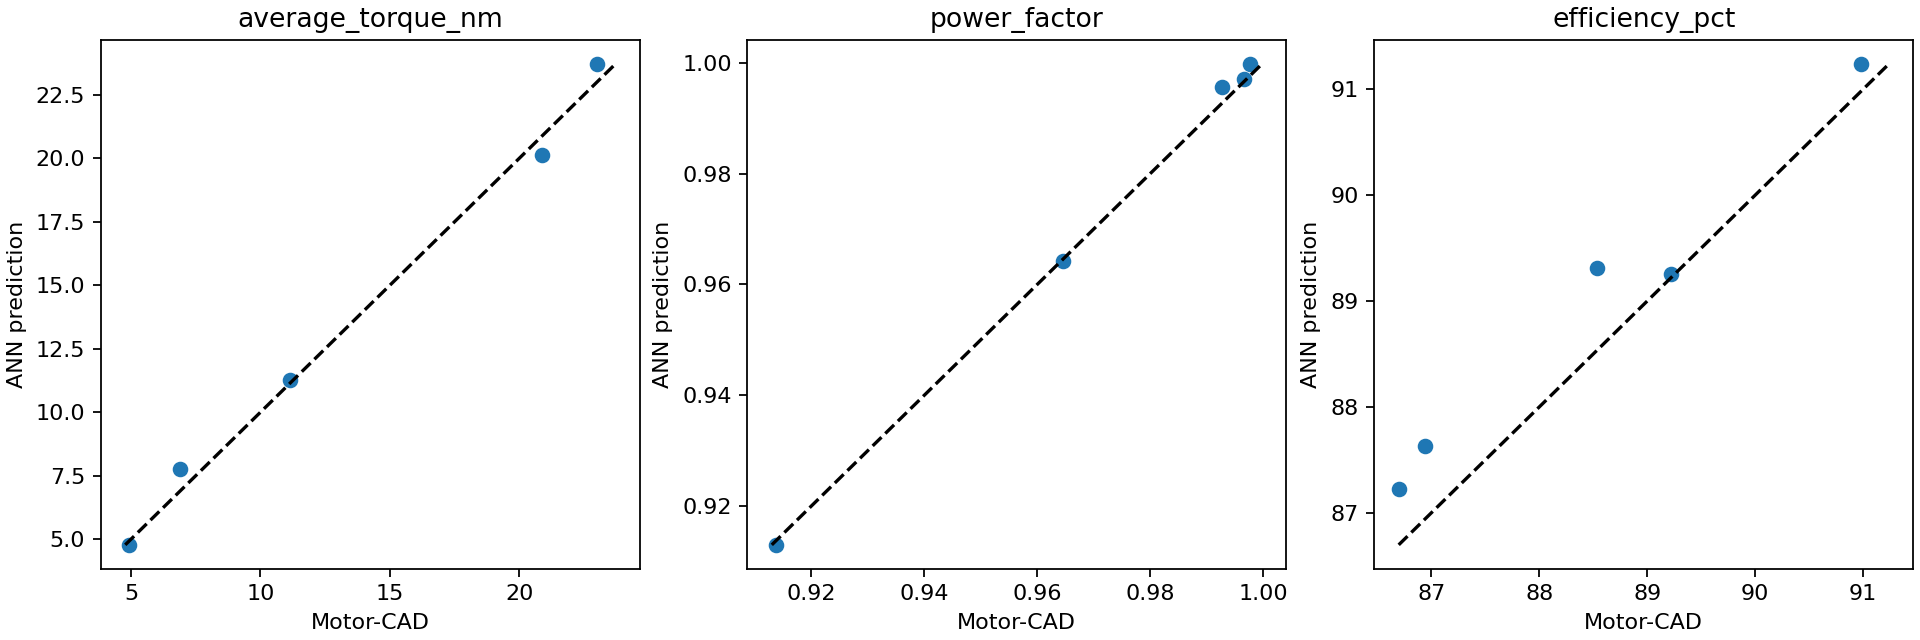 average_torque_nm
22.5
20.0
17.5
15.0
12.5
10.0
7.5
5.0
ANN prediction
5 10 15 20
Motor-CAD
power_factor
1.00
0.98
0.96
0.94
0.92
ANN prediction
0.92 0.94 0.96 0.98 1.00
Motor-CAD
efficiency_pct
91
90
89
88
87
ANN prediction
87 88 89 90 91
Motor-CAD